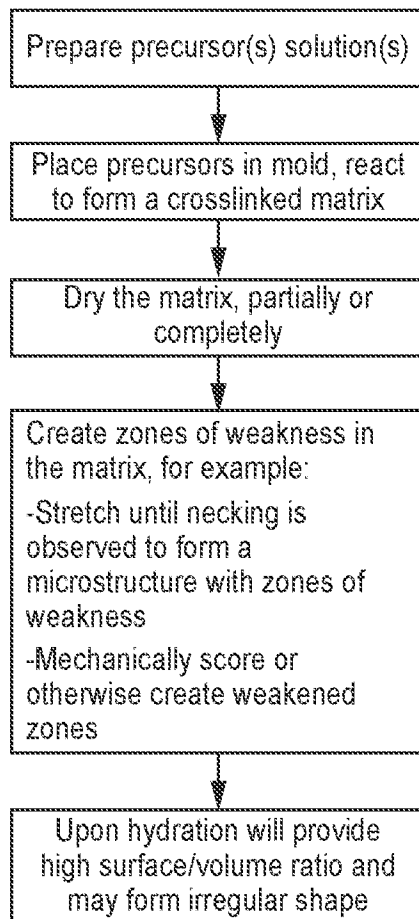 Prepare precursor(s) solution(s)
Place precursors in mold, react
to form a crosslinked matrix
Dry the matrix, partially or
completely
Create zones of weakness in
the matrix, for example:
-Stretch until necking is
observed to form a
microstructure with zones of
weakness
-Mechanically score or
otherwise create weakened
zones
Upon hydration will provide
high surface/volume ratio and
may form irregular shape